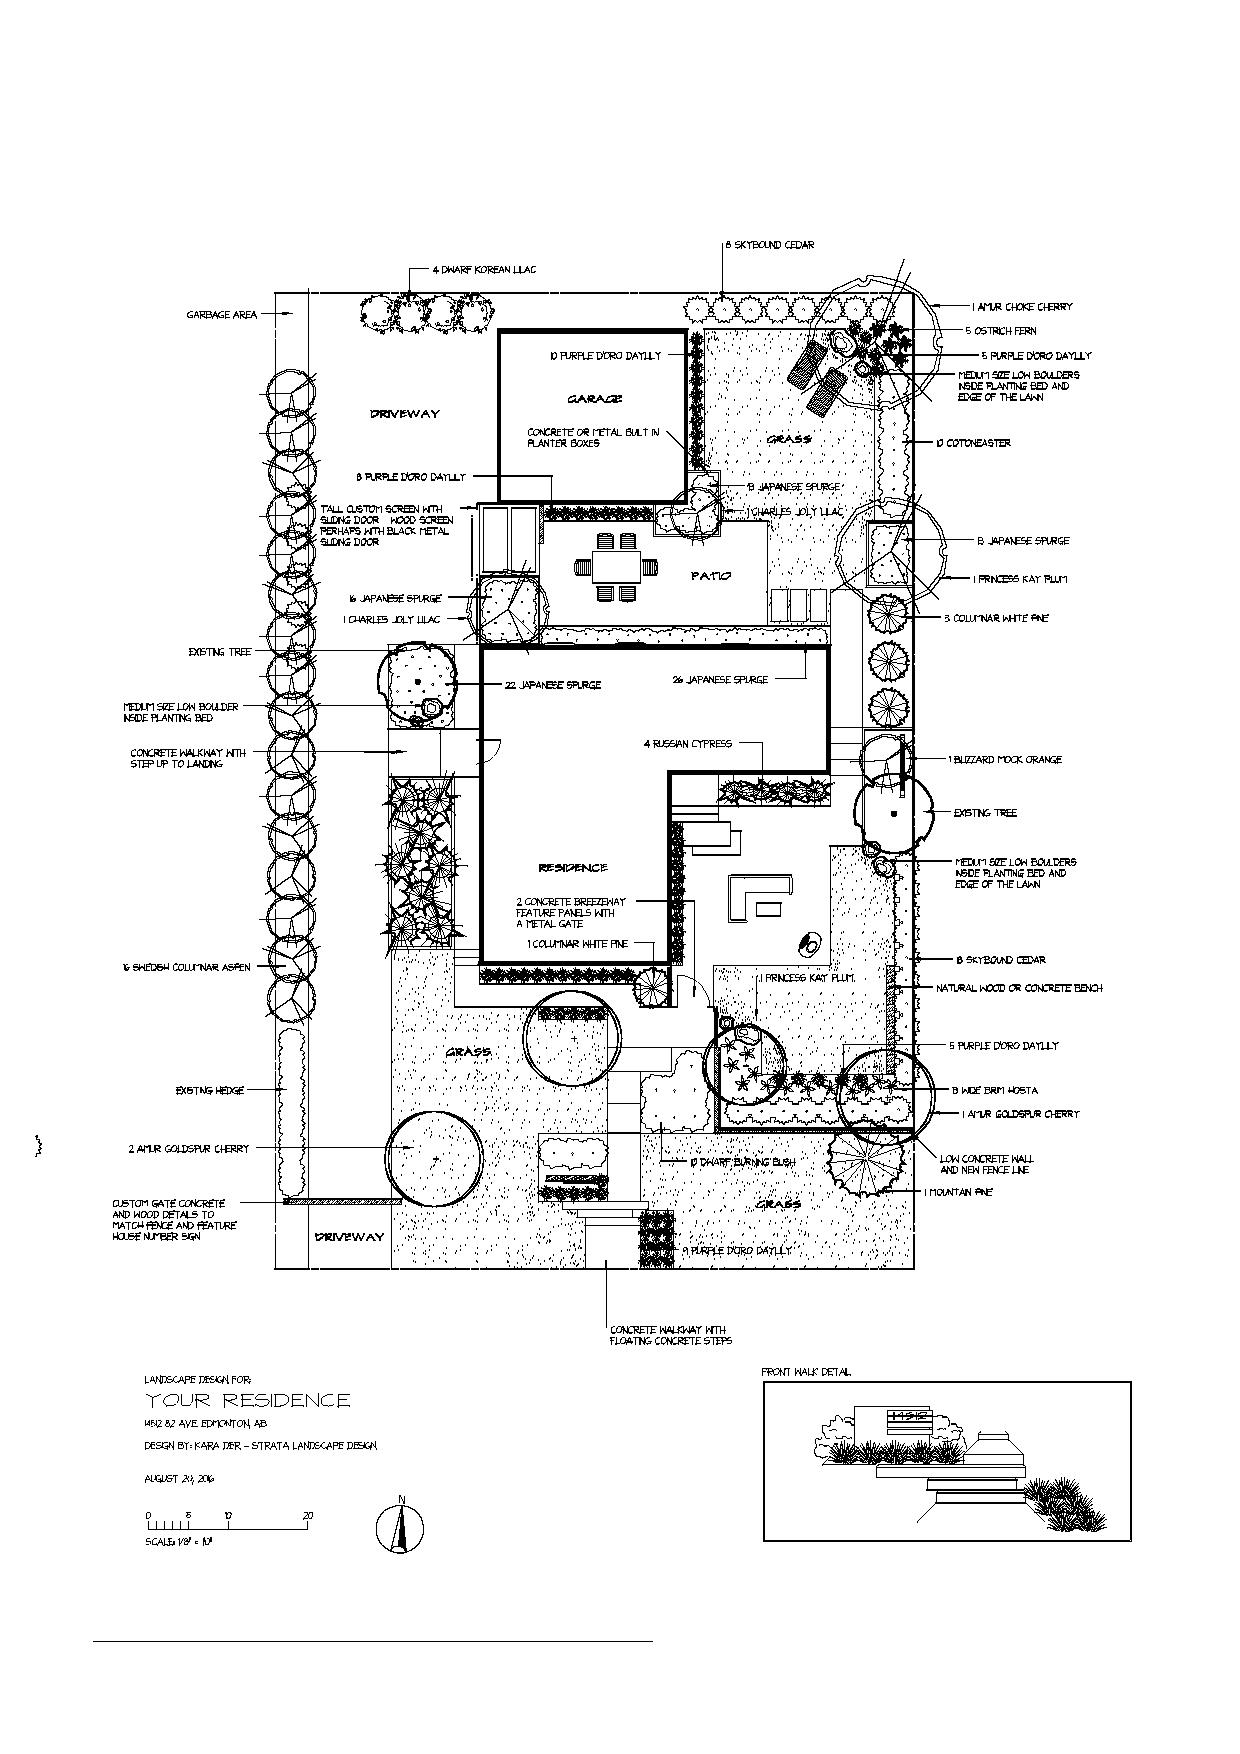 8 SKYBOUND CEDAR
4 DWARF KOREAN LILAC
GARBAGE AREA
1 AMUR CHOKE CHERRY
5 OSTRICH FERN
10 PURPLE D'ORO DAYLILY
5 PURPLE D'ORO DAYLILY
MEDIUM SIZE LOW BOULDERS
INSIDE PLANTING BED AND
EDGE OF THE LAWN
GARAGE
DRIVEWAY
CONCRETE OR METAL BUILT IN
PLANTER BOXES
GRASS
10 COTONEASTER
8 PURPLE D'ORO DAYLILY
13 JAPANESE SPURGE
TALL CUSTOM SCREEN WITH
SLIDING DOOR WOOD SCREEN
PERHAPS WITH BLACK METAL
SLIDING DOOR
1 CHARLES JOLY LILAC
13 JAPANESE SPURGE
PATIO
1 PRINCESS KAY PLUM
16 JAPANESE SPURGE
1 CHARLES JOLY LILAC
3 COLUMNAR WHITE PINE
EXISTING TREE
22 JAPANESE SPURGE
26 JAPANESE SPURGE
MEDIUM SIZE LOW BOULDER
INSIDE PLANTING BED
4 RUSSIAN CYPRESS
CONCRETE WALKWAY WITH
STEP UP TO LANDING
1 BLIZZARD MOCK ORANGE
EXISTING TREE
RESIDENCE
MEDIUM SIZE LOW BOULDERS
INSIDE PLANTING BED AND
EDGE OF THE LAWN
2 CONCRETE BREEZEWAY
FEATURE PANELS WITH
A METAL GATE
1 COLUMNAR WHITE PINE
16 SWEDISH COLUMNAR ASPEN
18 SKYBOUND CEDAR
1 PRINCESS KAY PLUM
NATURAL WOOD OR CONCRETE BENCH
GRASS
5 PURPLE D'ORO DAYLILY
EXISTING HEDGE
13 WIDE BRIM HOSTA
1 AMUR GOLDSPUR CHERRY
2 AMUR GOLDSPUR CHERRY
10 DWARF BURNING BUSH
LOW CONCRETE WALL
AND NEW FENCE LINE
1 MOUNTAIN PINE
CUSTOM GATE CONCRETE
AND WOOD DETAILS TO
MATCH FENCE AND FEATURE
HOUSE NUMBER SIGN
GRASS
DRIVEWAY
9 PURPLE D'ORO DAYLILY
CONCRETE WALKWAY WITH
FLOATING CONCRETE STEPS
LANDSCAPE DESIGN FOR:
YOUR RESIDENCE
14512 82 AVE EDMONTON, AB
DESIGN BY: KARA DER - STRATA LANDSCAPE DESIGN
AUGUST 20, 2016
0 5 10 20
SCALE: 1/8" = 1'0"
N
FRONT WALK DETAIL
14512